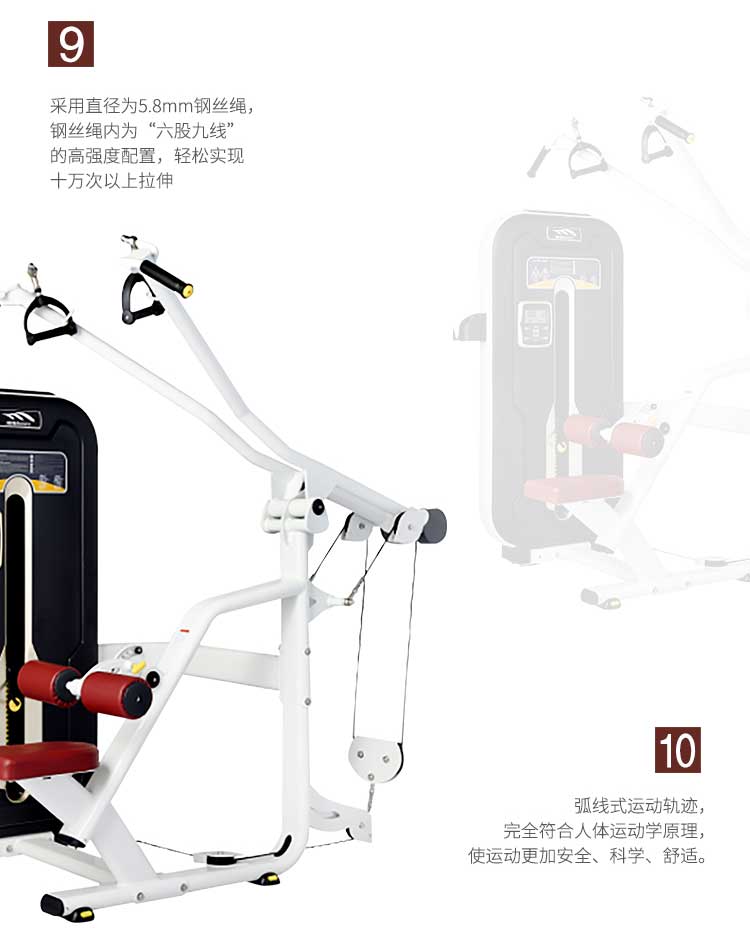 9
采用直径为5.8mm钢丝绳，
钢丝绳内为“六股九线”
的高强度配置，轻松实现
十万次以上拉伸
10
弧线式运动轨迹，
完全符合人体运动学原理，
使运动更加安全、科学、舒适。